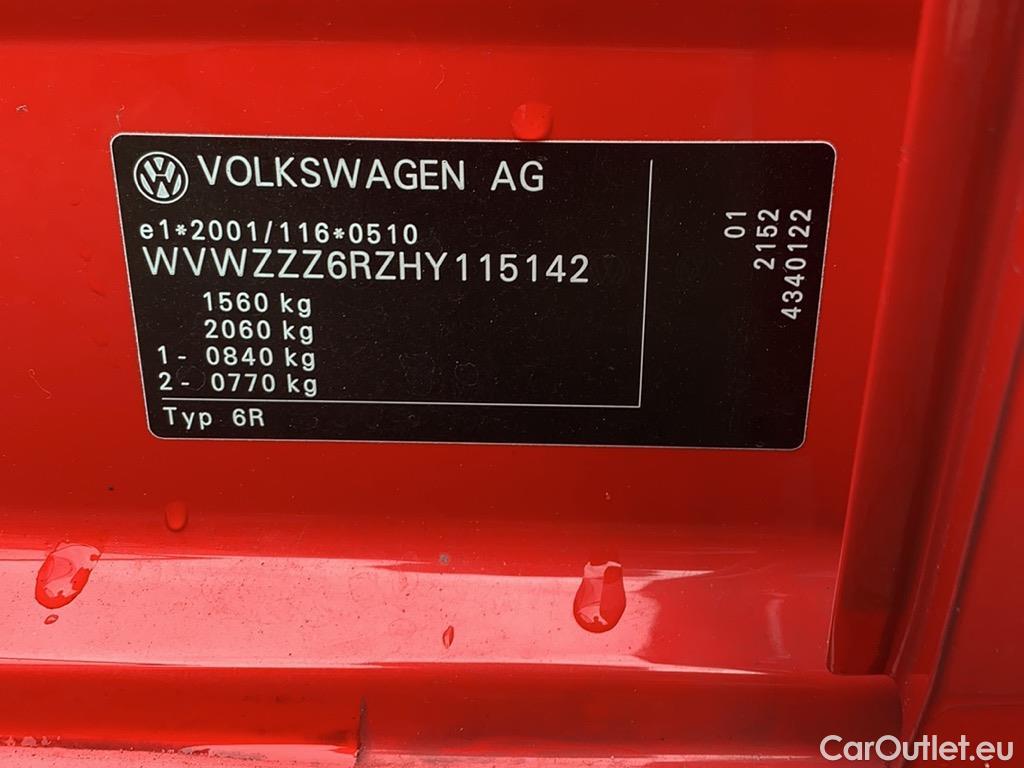 VOLKSWAGEN AG
e1*2001/116*0510
WVWZZZ6RZHY115142
1560 kg
2060 kg
1- 0840 kg
2- 0770 kg
Typ 6R
01
2152
4340122
CarOutlet.eu